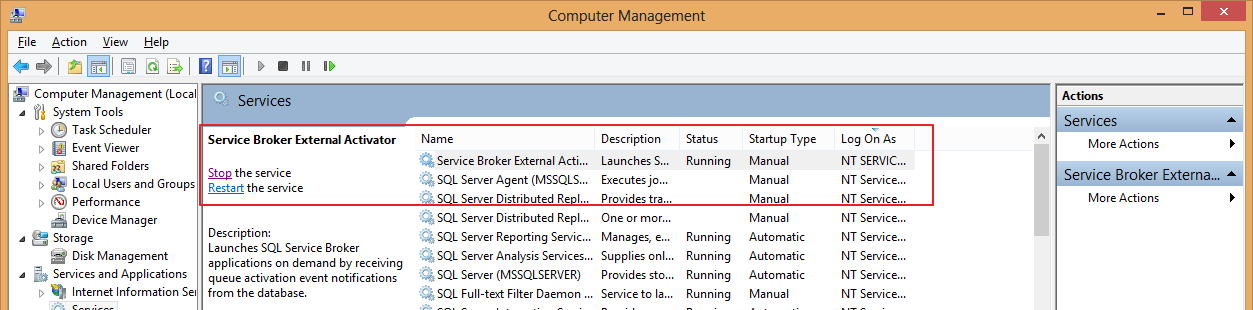 Computer Management
File Action View Help
Computer Management (Local
System Tools
Task Scheduler
Event Viewer
Shared Folders
Local Users and Groups
Performance
Device Manager
Storage
Disk Management
Services and Applications
Internet Information Ser
Services
Services
Service Broker External Activator
Stop the service
Restart the service
Description:
Launches SQL Service Broker
applications on demand by receiving
queue activation event notifications
from the database.
Name Description Status Startup Type Log On As
Service Broker External Acti... Launches S... Running Manual NT SERVIC...
SQL Server Agent (MSSQLS... Executes jo... Manual NT Service...
SQL Server Distributed Repl... Provides tra... Manual NT Service...
SQL Server Distributed Repl... One or mor... Manual NT Service...
SQL Server Reporting Servic... Manages, e... Running Automatic NT Service...
SQL Server Analysis Services... Supplies onl... Running Automatic NT Service...
SQL Server (MSSQLSERVER) Provides sto... Running Automatic NT Service...
SQL Full-text Filter Daemon ... Service to la... Running Manual NT Service...
Actions
Services
More Actions
Service Broker Externa...
More Actions